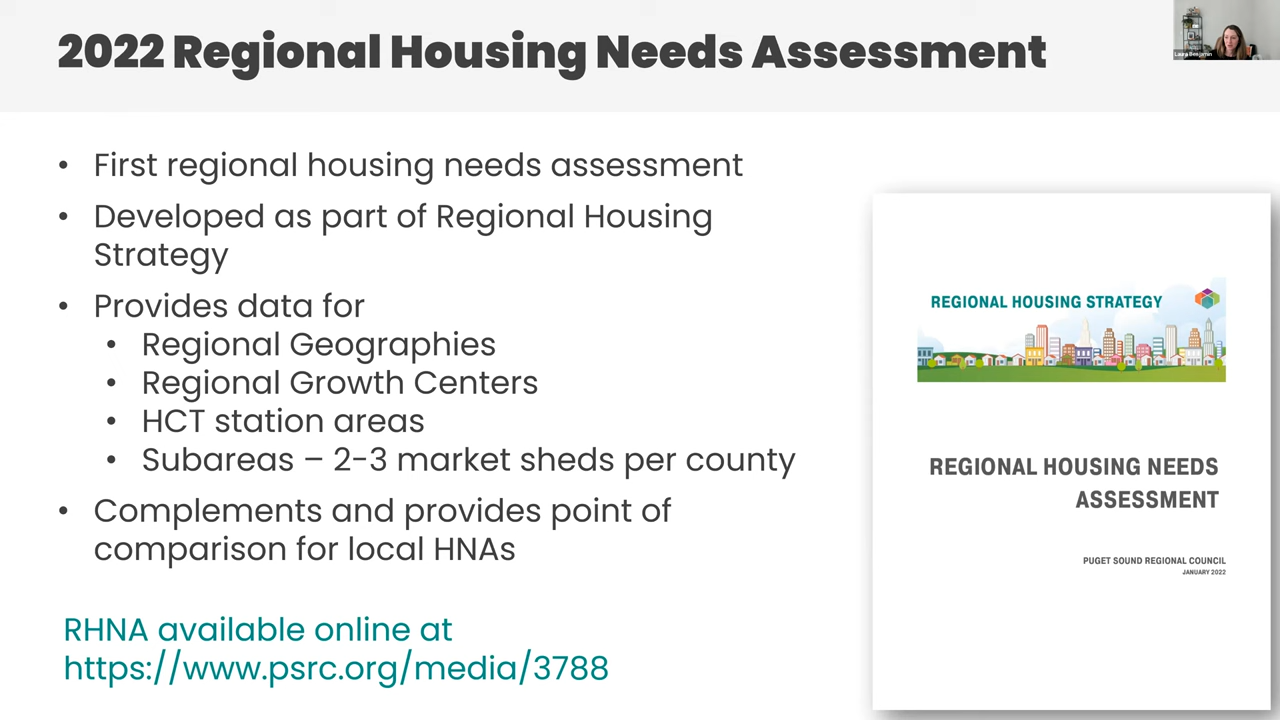 2022 Regional Housing Needs Assessment
Laura Benjamin
• First regional housing needs assessment
• Developed as part of Regional Housing
Strategy
• Provides data for
• Regional Geographies
• Regional Growth Centers
• HCT station areas
• Subareas – 2-3 market sheds per county
• Complements and provides point of
comparison for local HNAs
RHNA available online at
https://www.psrc.org/media/3788
REGIONAL HOUSING STRATEGY
REGIONAL HOUSING NEEDS
ASSESSMENT
PUGET SOUND REGIONAL COUNCIL
JANUARY 2022